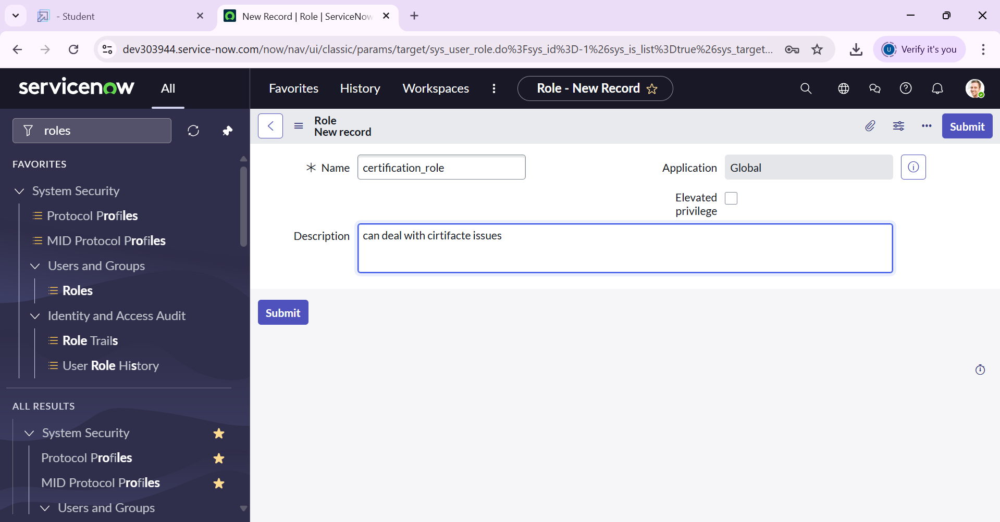 - Student
New Record | Role | ServiceNow
dev303944.service-now.com/now/nav/ui/classic/params/target/sys_user_role.do%3Fsys_id%3D-1%26sys_is_list%3Dtrue%26sys_target...
U
Verify it's you
servicenow
All
Favorites
History
Workspaces
Role - New Record
roles
Role
New record
Submit
FAVORITES
System Security
Protocol Profiles
MID Protocol Profiles
Users and Groups
Roles
Identity and Access Audit
Role Trails
User Role History
ALL RESULTS
System Security
Protocol Profiles
MID Protocol Profiles
Users and Groups
Name
certification_role
Application
Global
Elevated
privilege
Description
can deal with cirtifacte issues
Submit